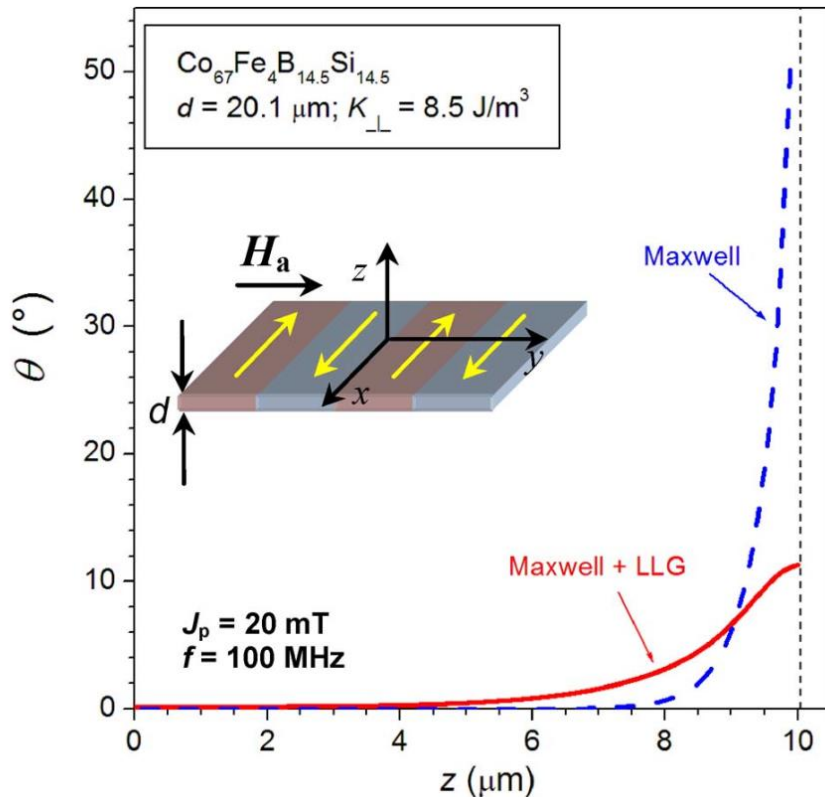 Co₆₇Fe₄B₁₄.₅Si₁₄.₅
d = 20.1 μm; K_⊥ = 8.5 J/m³
50
40
30
20
10
0
θ (°)
Hₐ
z
y
x
d
Maxwell
Maxwell + LLG
Jₚ = 20 mT
f = 100 MHz
0 2 4 6 8 10
z (μm)